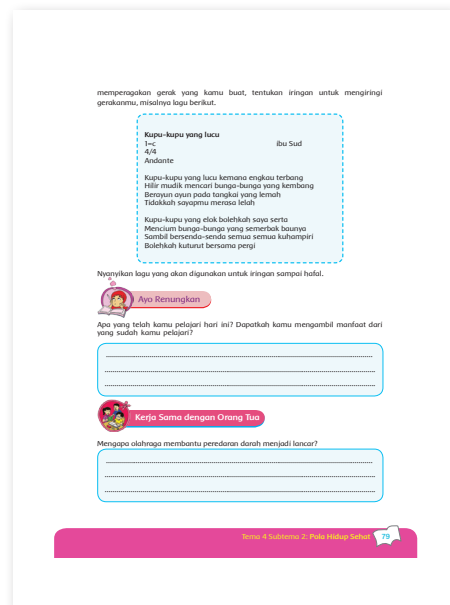 memperagakan gerak yang kamu buat, tentukan iringan untuk mengiringi
gerakanmu, misalnya lagu berikut.
Kupu-kupu yang lucu
1=c ibu Sud
4/4
Andante
Kupu-kupu yang lucu kemana engkau terbang
Hilir mudik mencari bunga-bunga yang kembang
Berayun ayun pada tangkai yang lemah
Tidakkah sayapmu merasa lelah
Kupu-kupu yang elok bolehkah saya serta
Mencium bunga-bunga yang semerbak baunya
Sambil bersenda-senda semua semua kuhampiri
Bolehkah kuturut bersama pergi
Nyanyikan lagu yang akan digunakan untuk iringan sampai hafal.
Ayo Renungkan
Apa yang telah kamu pelajari hari ini? Dapatkah kamu mengambil manfaat dari
yang sudah kamu pelajari?
Kerja Sama dengan Orang Tua
Mengapa olahraga membantu peredaran darah menjadi lancar?
Tema 4 Subtema 2: Pola Hidup Sehat 79